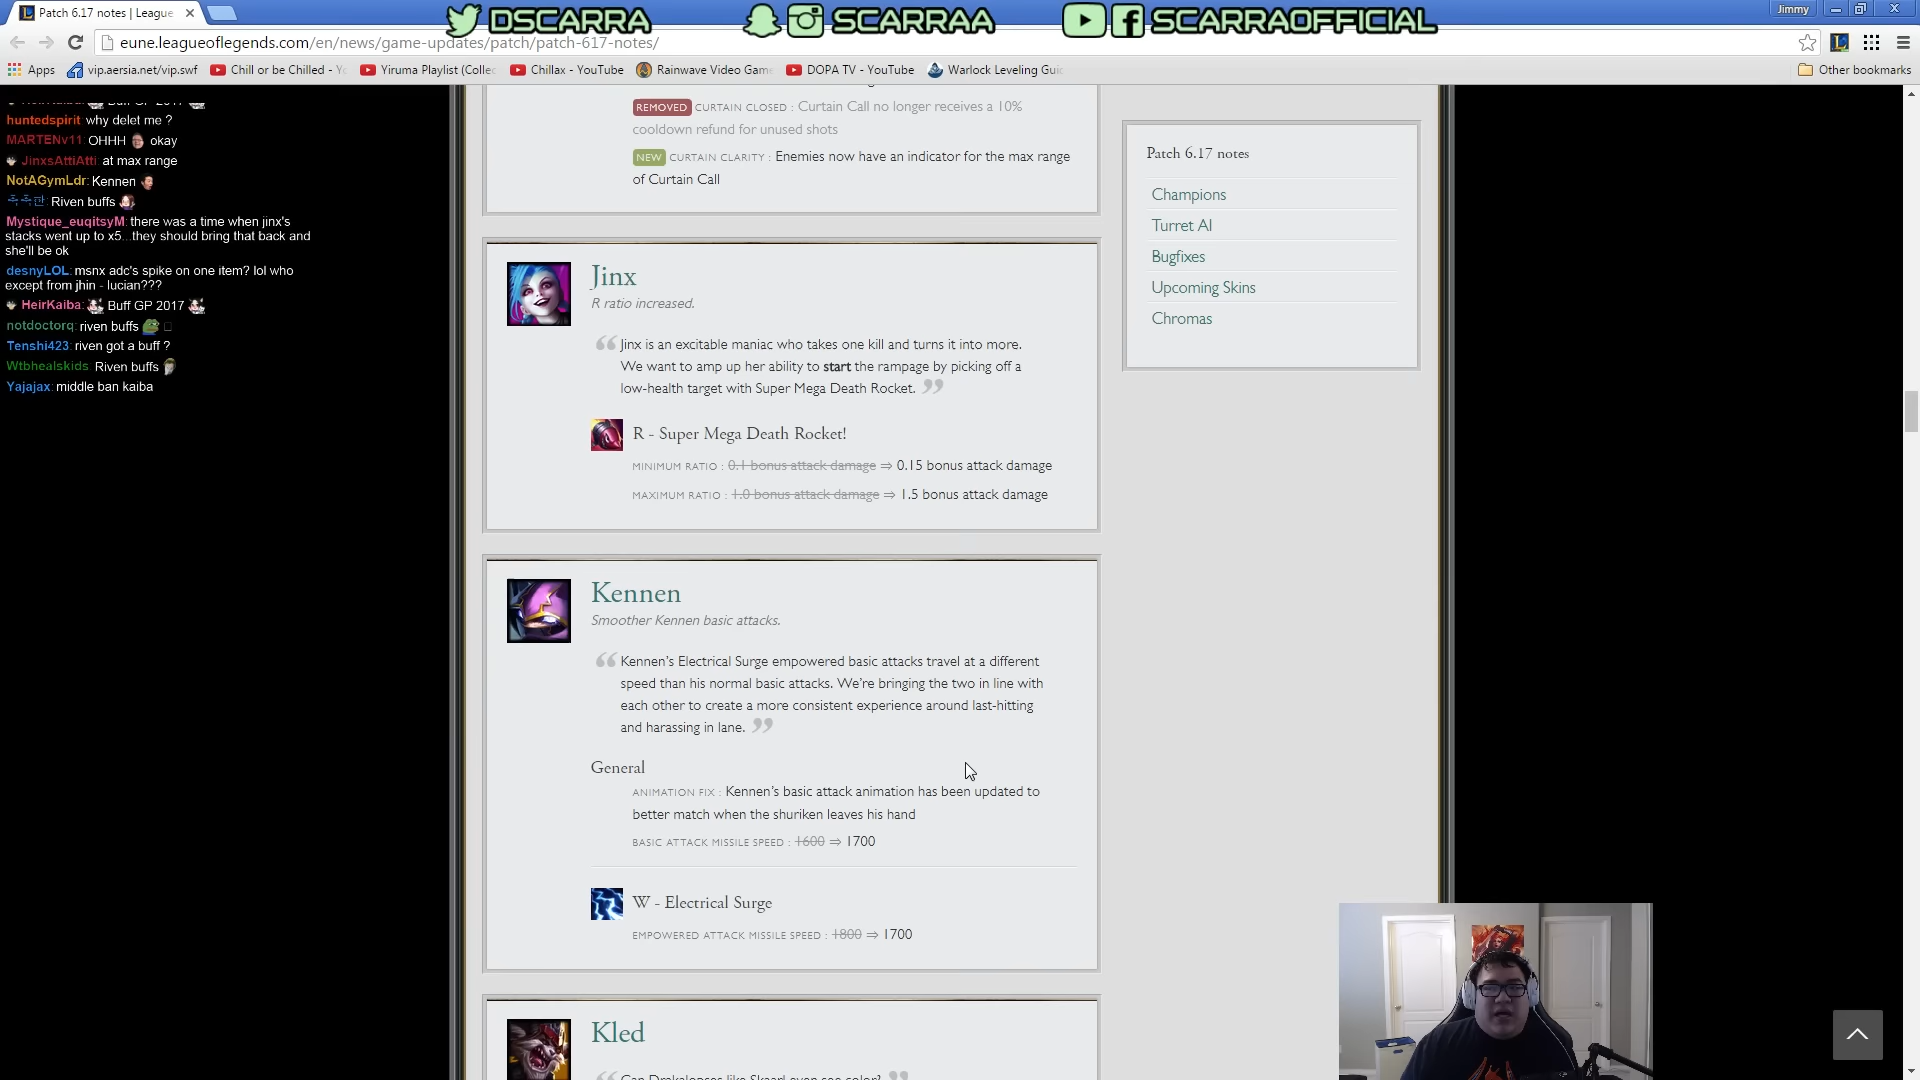 Patch 6.17 notes | League
DSCARRA
SCARRAA
SCARRAOFFICIAL
Jimmy
eune.leagueoflegends.com/en/news/game-updates/patch/patch-617-notes/
Apps
vip.aersia.net/vip.swf
Chill or be Chilled - Yo
Yiruma Playlist (Collec
Chillax - YouTube
Rainwave Video Game
DOPA TV - YouTube
Warlock Leveling Guid
Other bookmarks
HeirKaiba: Buff GP 2017
huntedspirit: why delet me ?
MARTENv11: OHHH okay
JinxsAttiAtti: at max range
NotAGymLdr: Kennen
Riven buffs
Mystique_euqitsyM: there was a time when jinx's
stacks went up to x5...they should bring that back and
she'll be ok
desnyLOL: msnx adc's spike on one item? lol who
except from jhin - lucian???
HeirKaiba: Buff GP 2017
notdoctorq: riven buffs
Tenshi423: riven got a buff ?
Wtbhealskids: Riven buffs
Yajajax: middle ban kaiba
REMOVED CURTAIN CLOSED : Curtain Call no longer receives a 10%
cooldown refund for unused shots
NEW CURTAIN CLARITY : Enemies now have an indicator for the max range
of Curtain Call
Jinx
R ratio increased.
“ Jinx is an excitable maniac who takes one kill and turns it into more.
We want to amp up her ability to start the rampage by picking off a
low-health target with Super Mega Death Rocket. ”
R - Super Mega Death Rocket!
MINIMUM RATIO : 0.1 bonus attack damage ⇒ 0.15 bonus attack damage
MAXIMUM RATIO : 1.0 bonus attack damage ⇒ 1.5 bonus attack damage
Kennen
Smoother Kennen basic attacks.
“ Kennen's Electrical Surge empowered basic attacks travel at a different
speed than his normal basic attacks. We're bringing the two in line with
each other to create a more consistent experience around last-hitting
and harassing in lane. ”
General
ANIMATION FIX : Kennen's basic attack animation has been updated to
better match when the shuriken leaves his hand
BASIC ATTACK MISSILE SPEED : 1600 ⇒ 1700
W - Electrical Surge
EMPOWERED ATTACK MISSILE SPEED : 1800 ⇒ 1700
Kled
“ Can Drakalopses like Skaarl even see color? ”
Patch 6.17 notes
Champions
Turret AI
Bugfixes
Upcoming Skins
Chromas